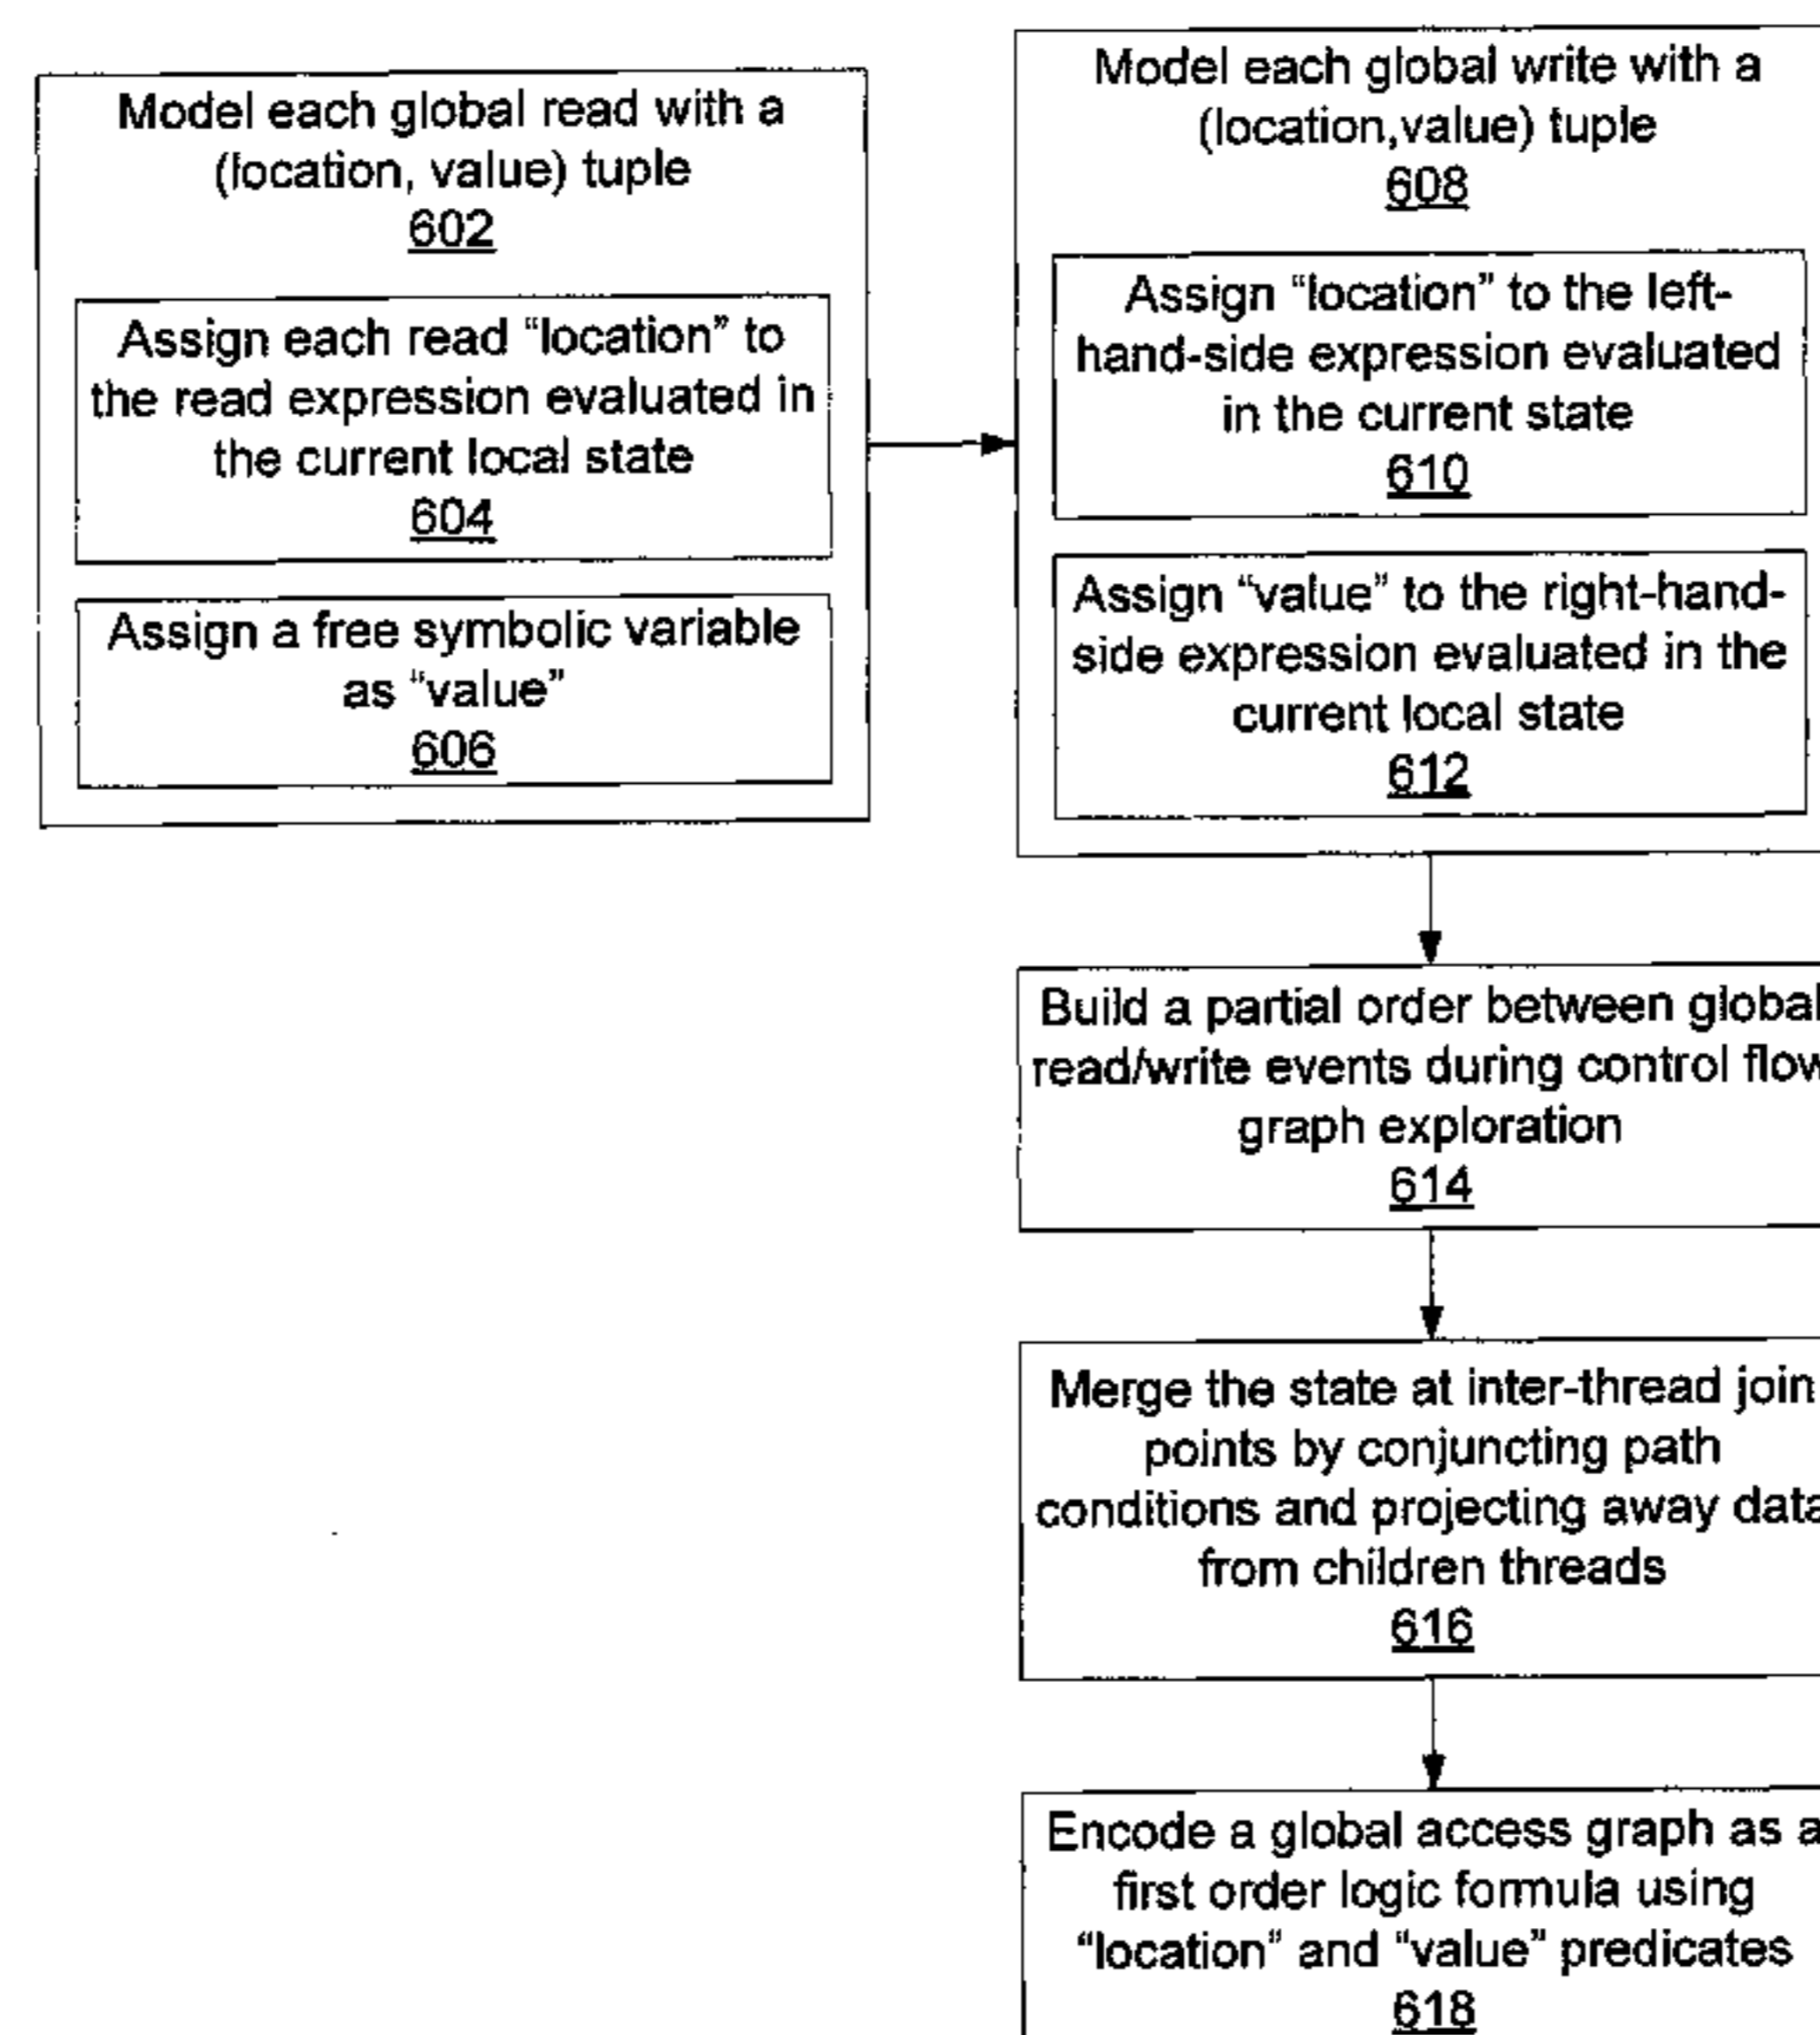 Model each global read with a
(location, value) tuple
602
Assign each read "location" to
the read expression evaluated in
the current local state
604
Assign a free symbolic variable
as "value"
606
Model each global write with a
(location,value) tuple
608
Assign "location" to the left-
hand-side expression evaluated
in the current state
610
Assign "value" to the right-hand-
side expression evaluated in the
current local state
612
Build a partial order between global
read/write events during control flow
graph exploration
614
Merge the state at inter-thread join
points by conjuncting path
conditions and projecting away data
from children threads
616
Encode a global access graph as a
first order logic formula using
"location" and "value" predicates
618